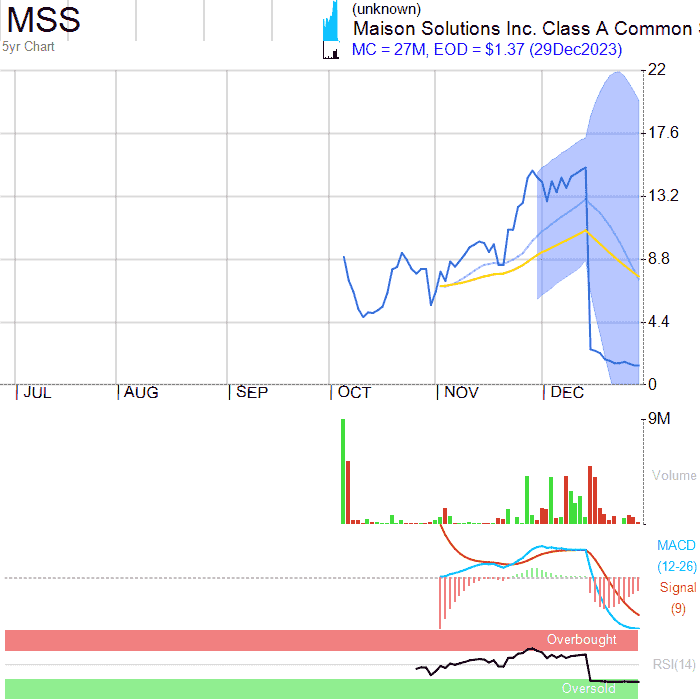 MSS
5yr Chart
(unknown)
Maison Solutions Inc. Class A Common
MC = 27M, EOD = $1.37 (29Dec2023)
22
17.6
13.2
8.8
4.4
0
JUL AUG SEP OCT NOV DEC
9M
Volume
MACD
(12-26)
Signal
(9)
Overbought
RSI(14)
Oversold